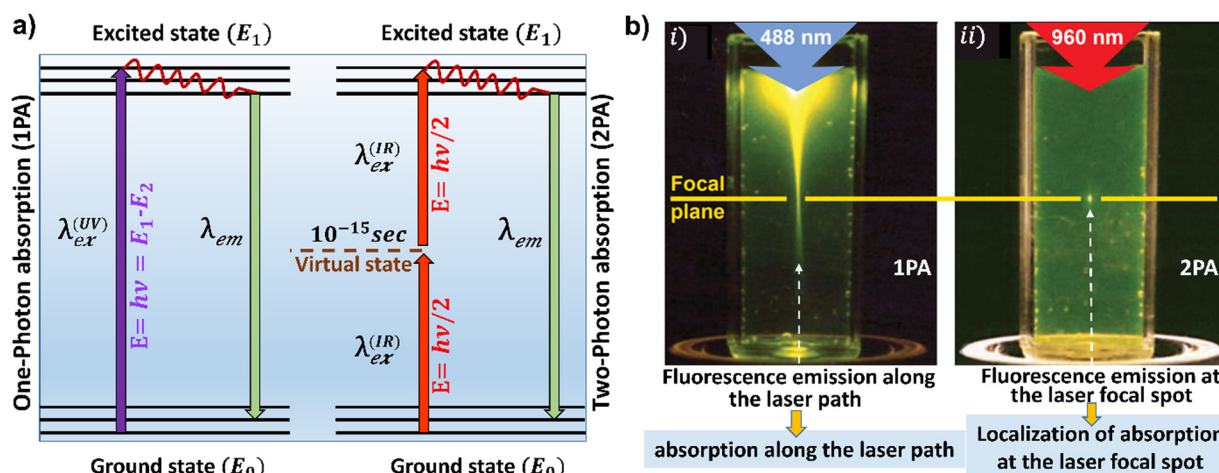 a)
Excited state (E₁)
One-Photon absorption (1PA)
λₑₓ⁽ᵁⱽ⁾
E= hν = E₁-E₂
λₑₘ
Ground state (E₀)
Excited state (E₁)
λₑₓ⁽ᴵᴿ⁾
E= hν/2
10⁻¹⁵sec
Virtual state
λₑₓ⁽ᴵᴿ⁾
E= hν/2
λₑₘ
Ground state (E₀)
Two-Photon absorption (2PA)
b)
i)
488 nm
Focal
plane
1PA
Fluorescence emission along
the laser path
absorption along the laser path
ii)
960 nm
2PA
Fluorescence emission at
the laser focal spot
Localization of absorption
at the laser focal spot